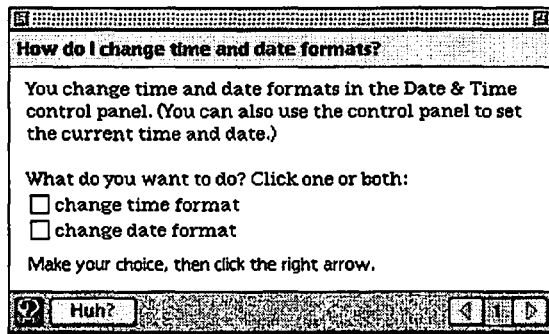 How do I change time and date formats?
You change time and date formats in the Date & Time
control panel. (You can also use the control panel to set
the current time and date.)
What do you want to do? Click one or both:
change time format
change date format
Make your choice, then click the right arrow.
? Huh? 1